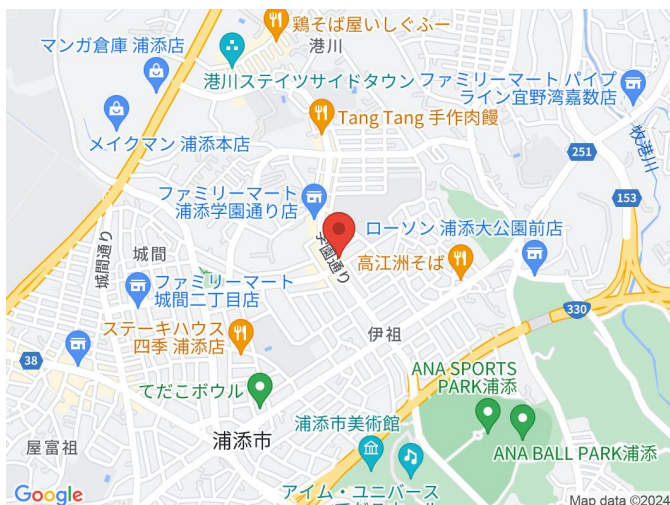 鶏そば屋いしぐふー
マンガ倉庫 浦添店
港川
港川ステイツサイドタウン
ファミリーマート パイプ
ライン宜野湾嘉数店
Tang Tang 手作肉饅
メイクマン 浦添本店
牧港川
251
153
ファミリーマート
浦添学園通り店
ローソン 浦添大公園前店
学園通り
城間通り
城間
高江洲そば
ファミリーマート
城間二丁目店
330
ステーキハウス
四季 浦添店
伊祖
38
ANA SPORTS
PARK浦添
てだこボウル
浦添市美術館
浦添市
屋富祖
ANA BALL PARK浦添
アイム・ユニバース
Google
Map data ©2024